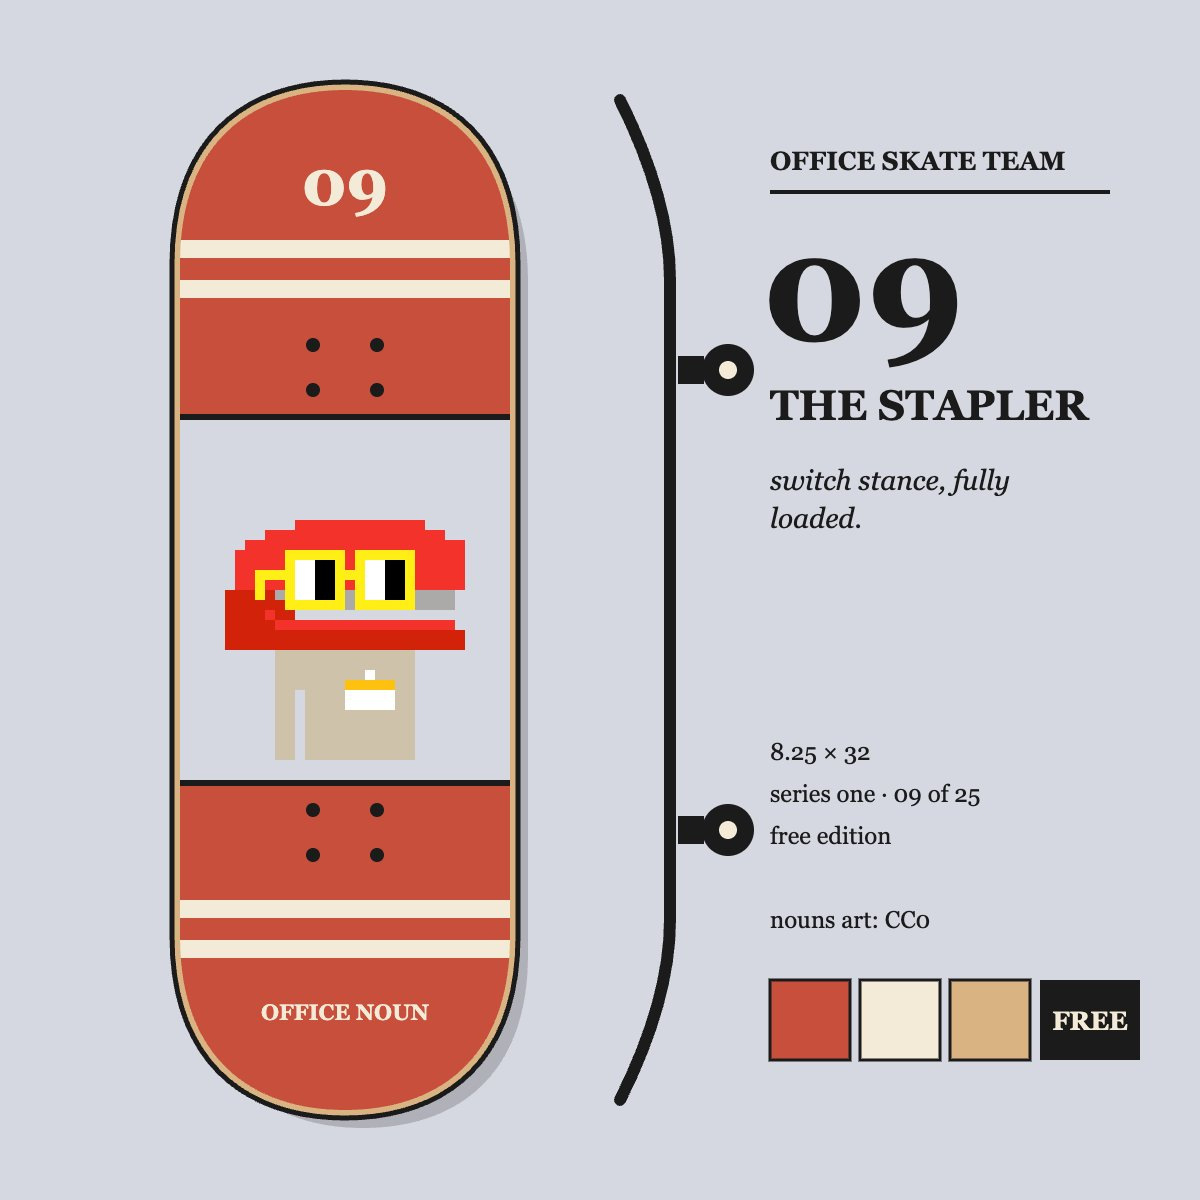 09
OFFICE NOUN
OFFICE SKATE TEAM
09
THE STAPLER
switch stance, fully
loaded.
8.25 × 32
series one · 09 of 25
free edition
nouns art: CC0
FREE